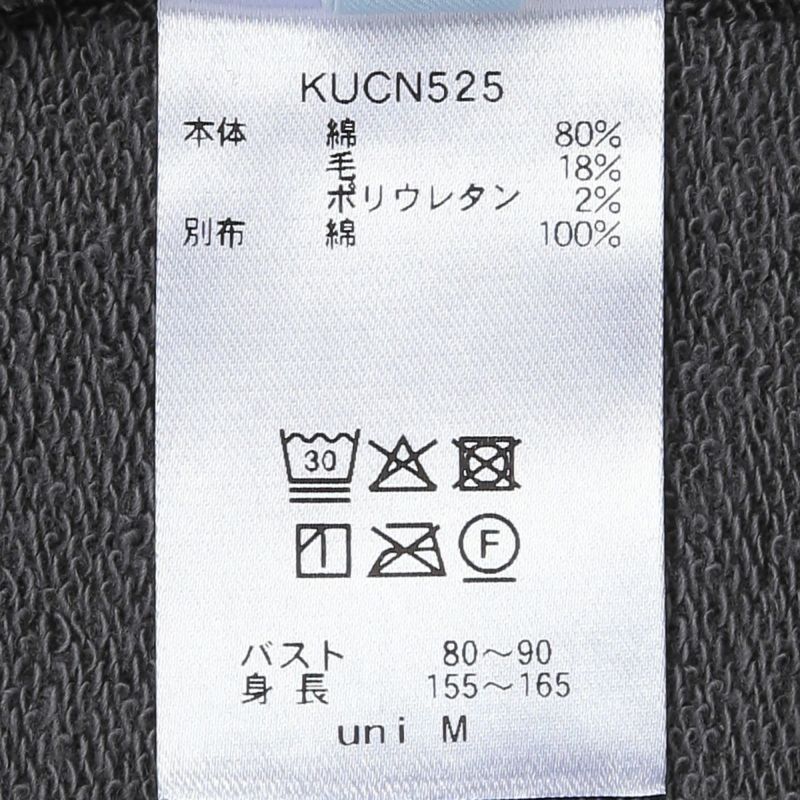 KUCN525
本体 綿 80%
毛 18%
ポリウレタン 2%
別布 綿 100%
30
F
バスト 80～90
身長 155～165
uni M